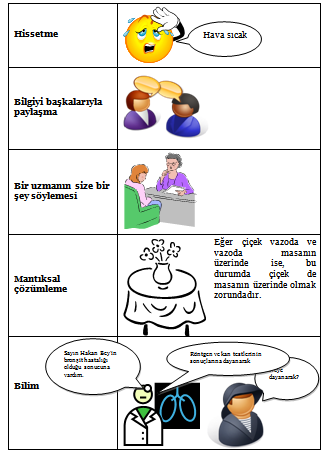 Hissetme
Hava sıcak
Bilgiyi başkalarıyla
paylaşma
Bir uzmanın size bir
şey söylemesi
Mantıksal
çözümleme
Eğer çiçek vazoda ve
vazoda masanın
üzerinde ise, bu
durumda çiçek de
masanın üzerinde olmak
zorundadır.
Bilim
Sayın Hakan Bey'in
bronşit hastalığı
olduğu sonucuna
vardım.
Röntgen ve kan testlerinin
sonuçlarına dayanarak
dayanarak?